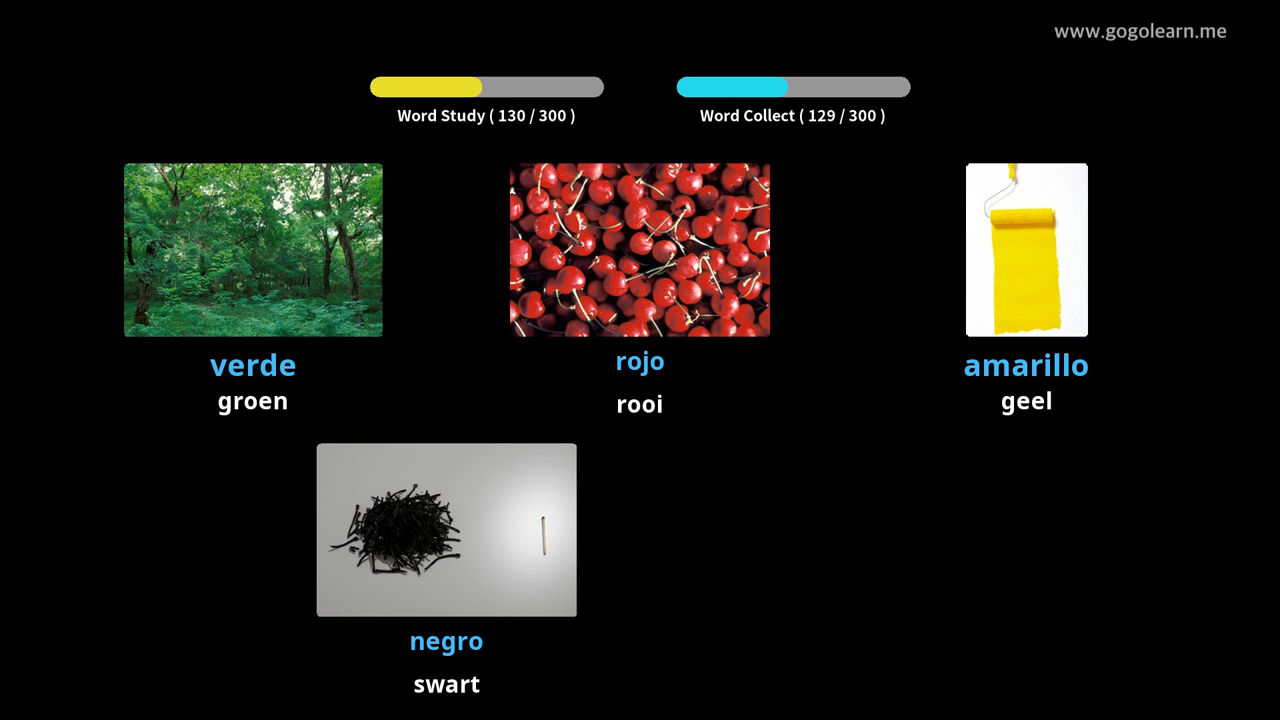 www.gogolearn.me
Word Study ( 130 / 300 )
Word Collect ( 129 / 300 )
verde
groen
rojo
rooi
amarillo
geel
negro
swart